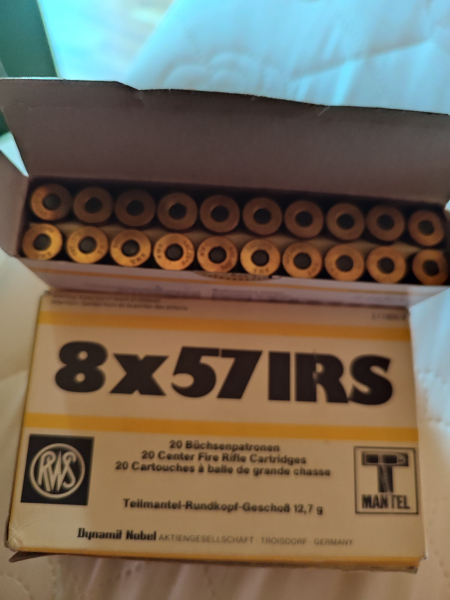 8x57IRS
20 Büchsenpatronen
20 Center Fire Rifle Cartridges
20 Cartouches à balle de grande chasse
RWS
T
MANTEL
Teilmantel-Rundkopf-Geschoß 12,7 g
Dynamit Nobel AKTIENGESELLSCHAFT · TROISDORF · GERMANY